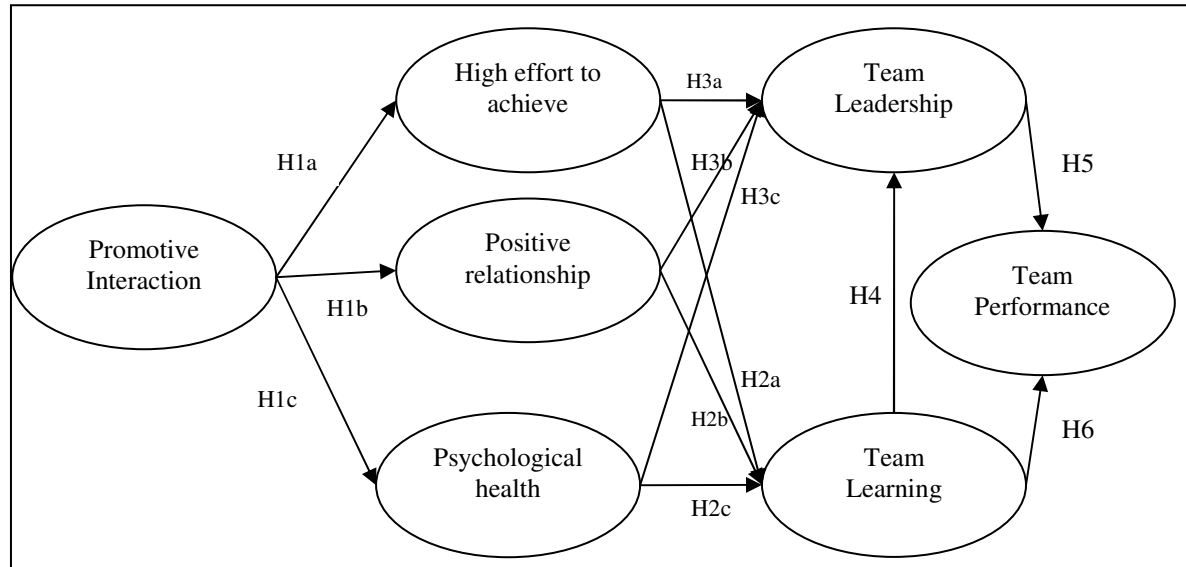 High effort to
achieve
H3a
Team
Leadership
H1a
H3b
H5
H3c
Promotive
Interaction
Positive
relationship
Team
Performance
H1b
H4
H2a
H1c
H2b
H6
Psychological
health
Team
Learning
H2c